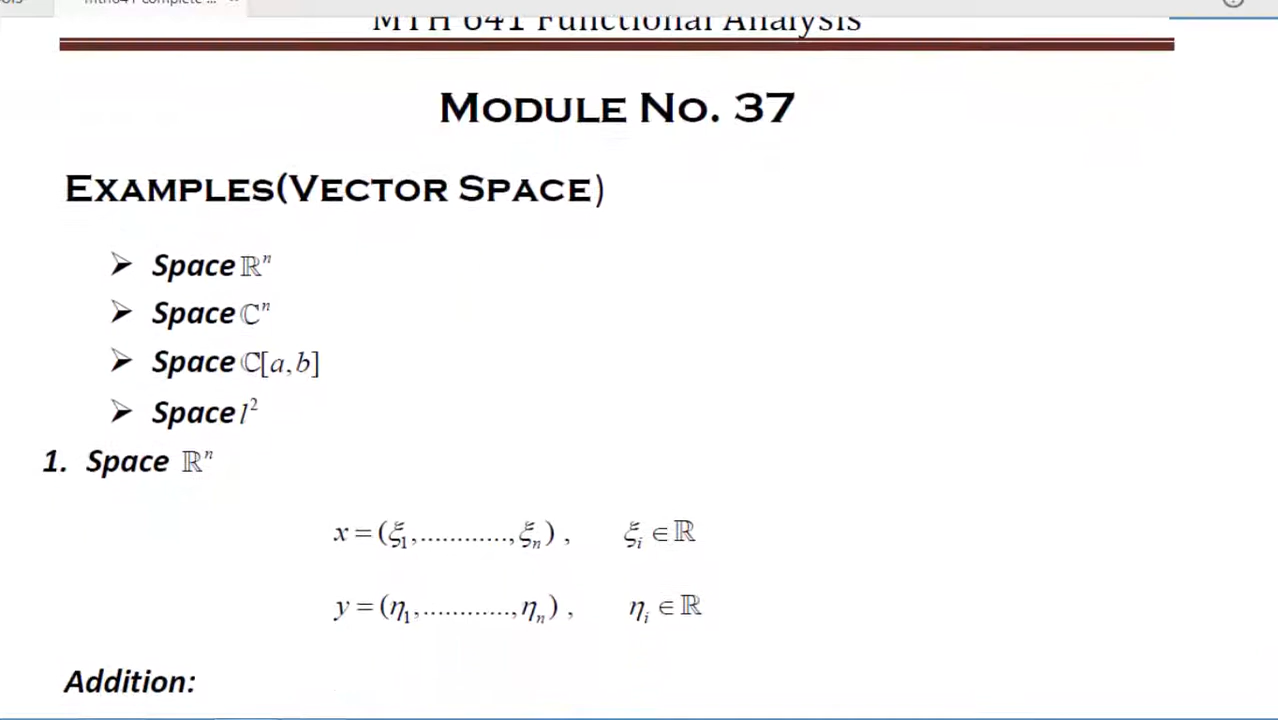 MTH 641 Functional Analysis
MODULE NO. 37
EXAMPLES(VECTOR SPACE)
➢ Space ℝⁿ
➢ Space ℂⁿ
➢ Space ℂ[a,b]
➢ Space l²
1. Space ℝⁿ
x = (ξ₁,............,ξₙ) , ξᵢ ∈ ℝ
y = (η₁,............,ηₙ) , ηᵢ ∈ ℝ
Addition: